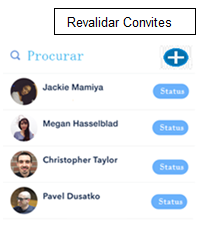 Revalidar Convites
Procurar
Jackie Mamiya
Status
Megan Hasselblad
Status
Christopher Taylor
Status
Pavel Dusatko
Status